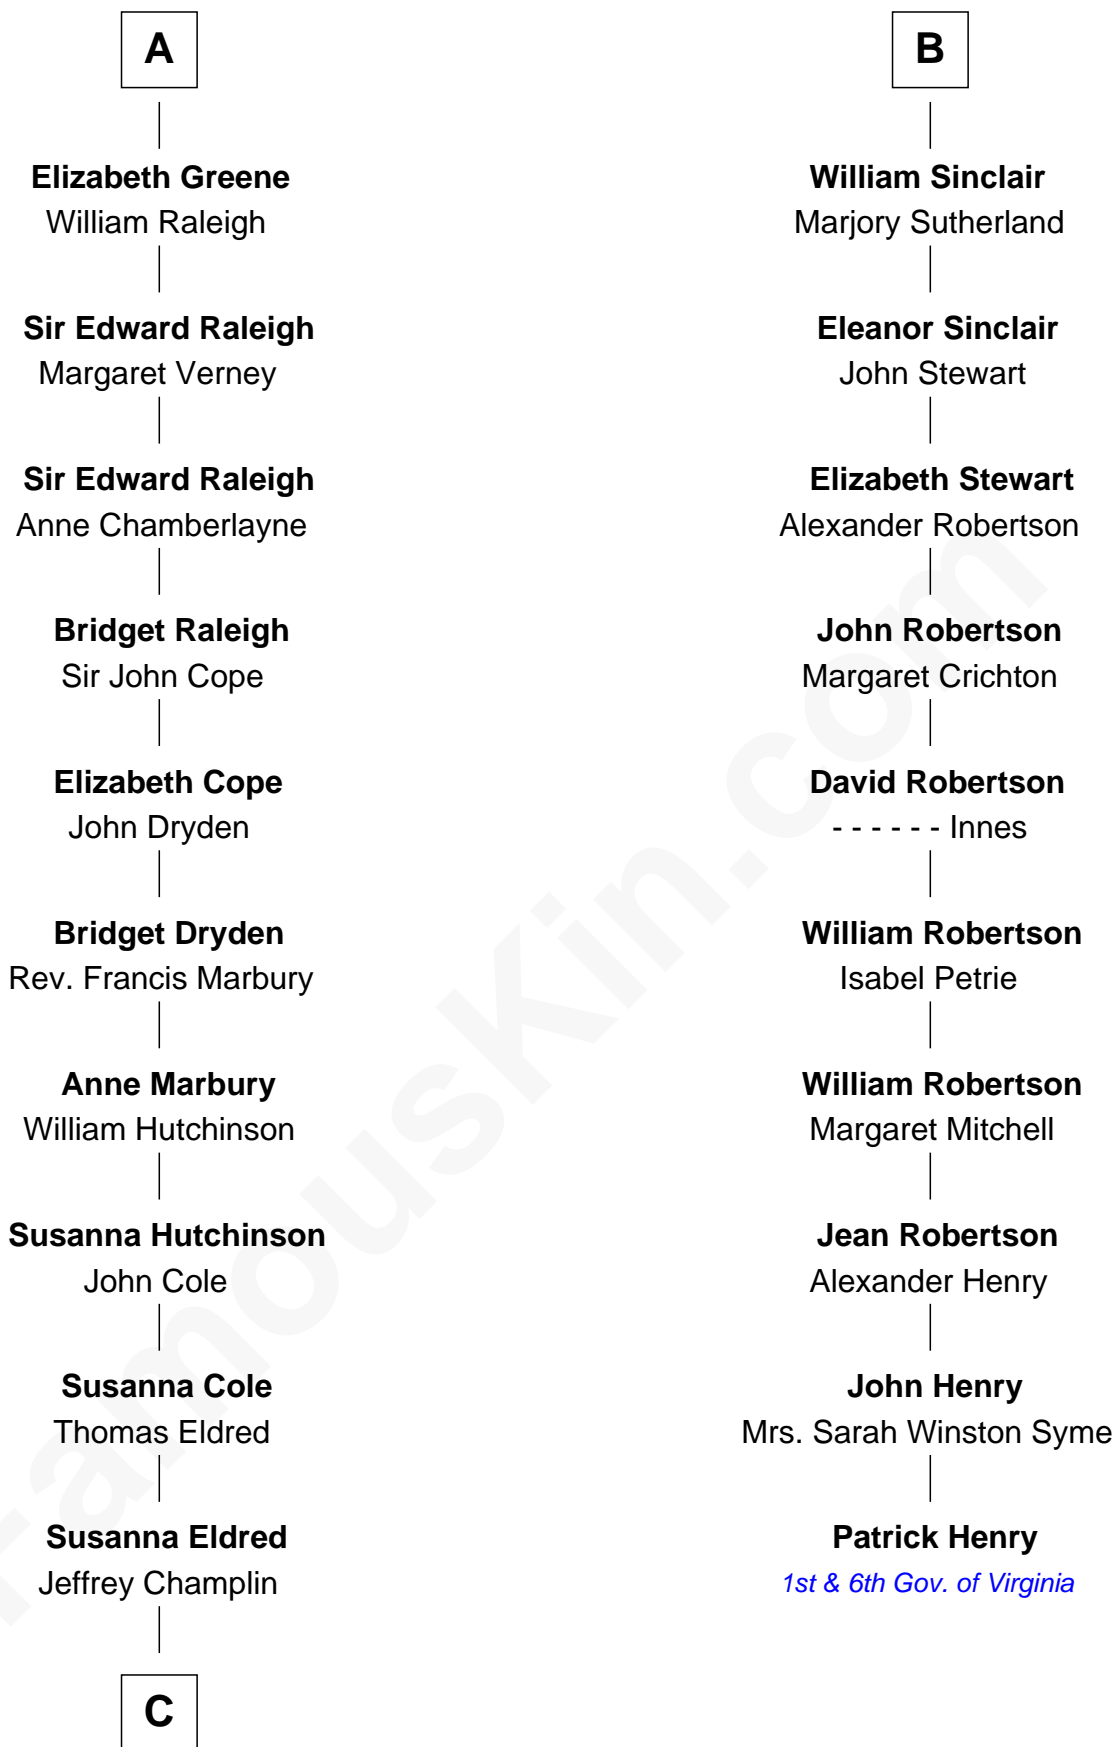 A
Elizabeth Greene
William Raleigh
Sir Edward Raleigh
Margaret Verney
Sir Edward Raleigh
Anne Chamberlayne
Bridget Raleigh
Sir John Cope
Elizabeth Cope
John Dryden
Bridget Dryden
Rev. Francis Marbury
Anne Marbury
William Hutchinson
Susanna Hutchinson
John Cole
Susanna Cole
Thomas Eldred
Susanna Eldred
Jeffrey Champlin
C
B
William Sinclair
Marjory Sutherland
Eleanor Sinclair
John Stewart
Elizabeth Stewart
Alexander Robertson
John Robertson
Margaret Crichton
David Robertson
- - - - - - Innes
William Robertson
Isabel Petrie
William Robertson
Margaret Mitchell
Jean Robertson
Alexander Henry
John Henry
Mrs. Sarah Winston Syme
Patrick Henry
1st & 6th Gov. of Virginia
FamousKin.com